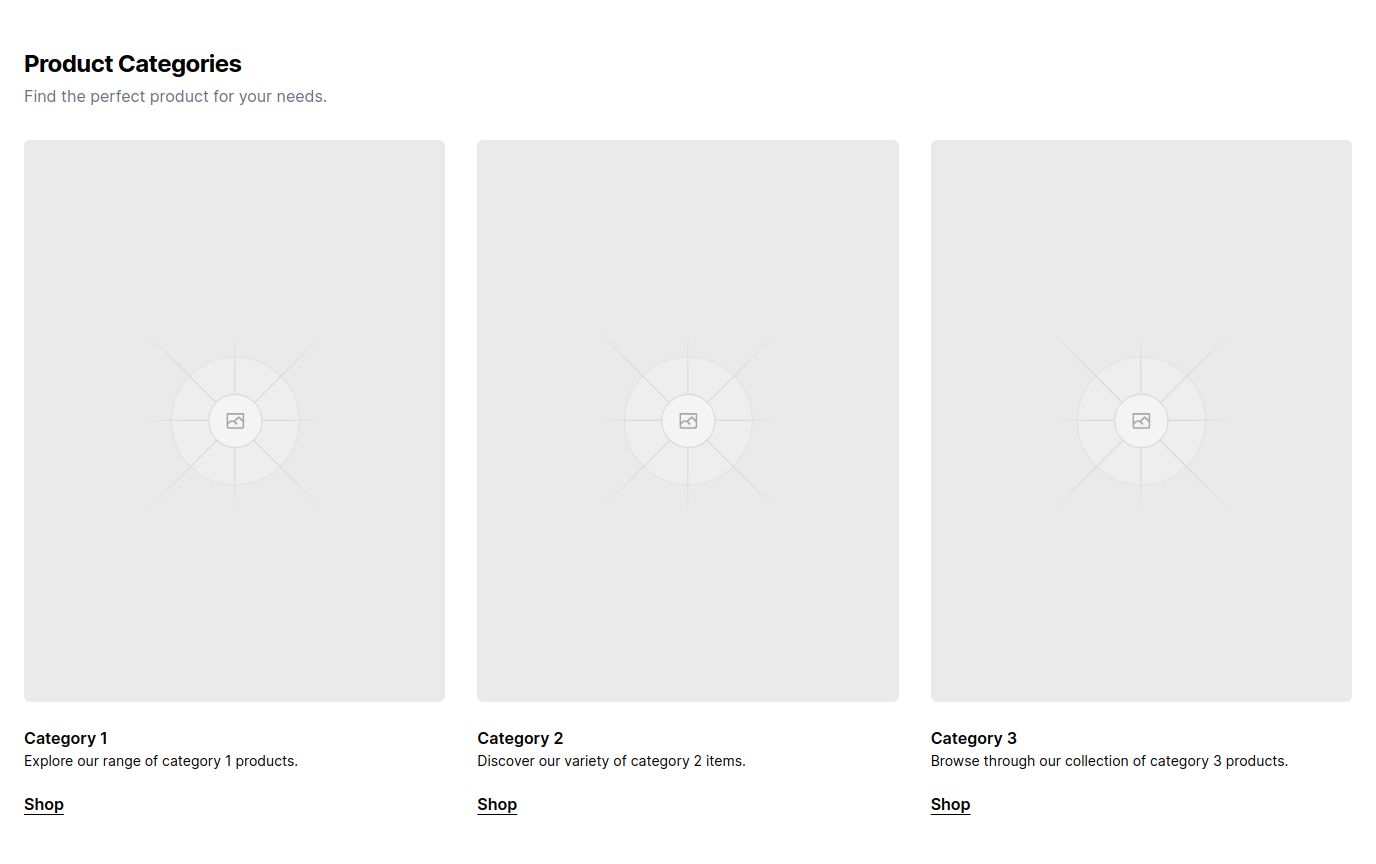 Product Categories
Find the perfect product for your needs.
Category 1
Explore our range of category 1 products.
Shop
Category 2
Discover our variety of category 2 items.
Shop
Category 3
Browse through our collection of category 3 products.
Shop